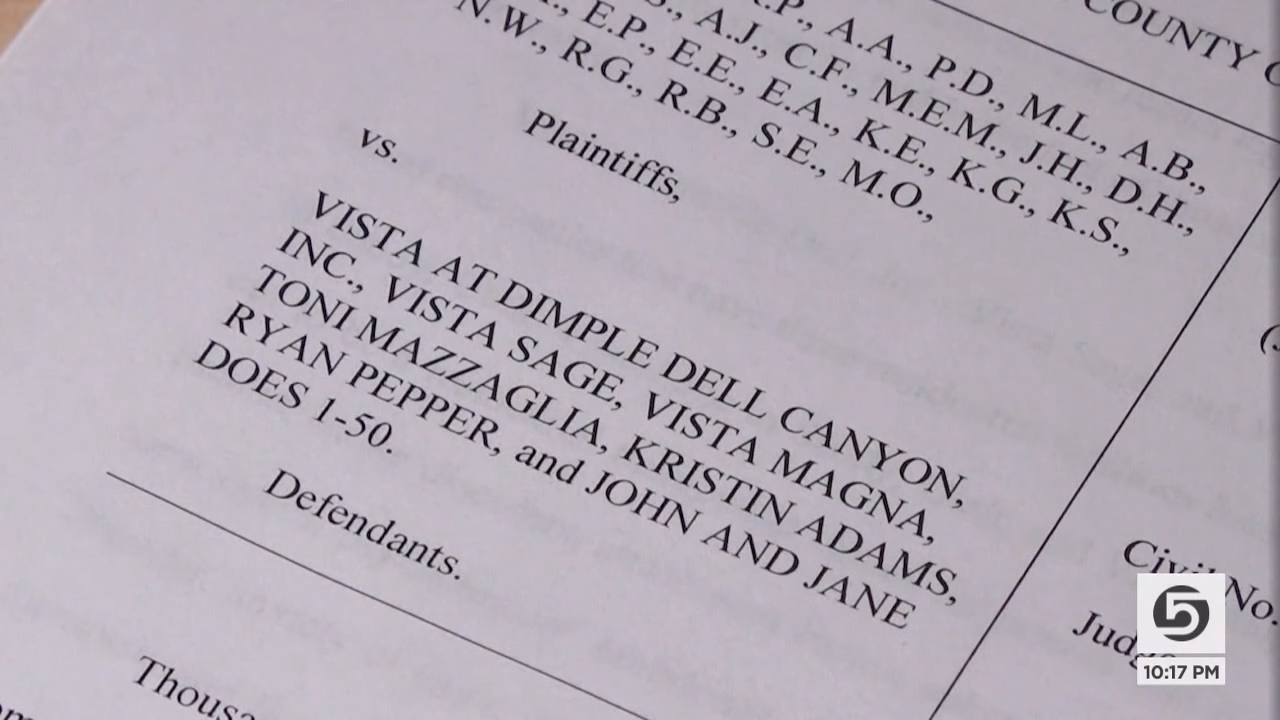 COUNTY
A.A., P.D., M.L., A.B.,
A.J., C.F., M.E.M., J.H., D.H.,
E.P., E.E., E.A., K.E., K.G., K.S.,
N.W., R.G., R.B., S.E., M.O.,
Plaintiffs,
vs.
VISTA AT DIMPLE DELL CANYON,
INC., VISTA SAGE, VISTA MAGNA,
TONI MAZZAGLIA, KRISTIN ADAMS,
RYAN PEPPER, and JOHN AND JANE
DOES 1-50.
Defendants.
Civil No.
5
10:17 PM